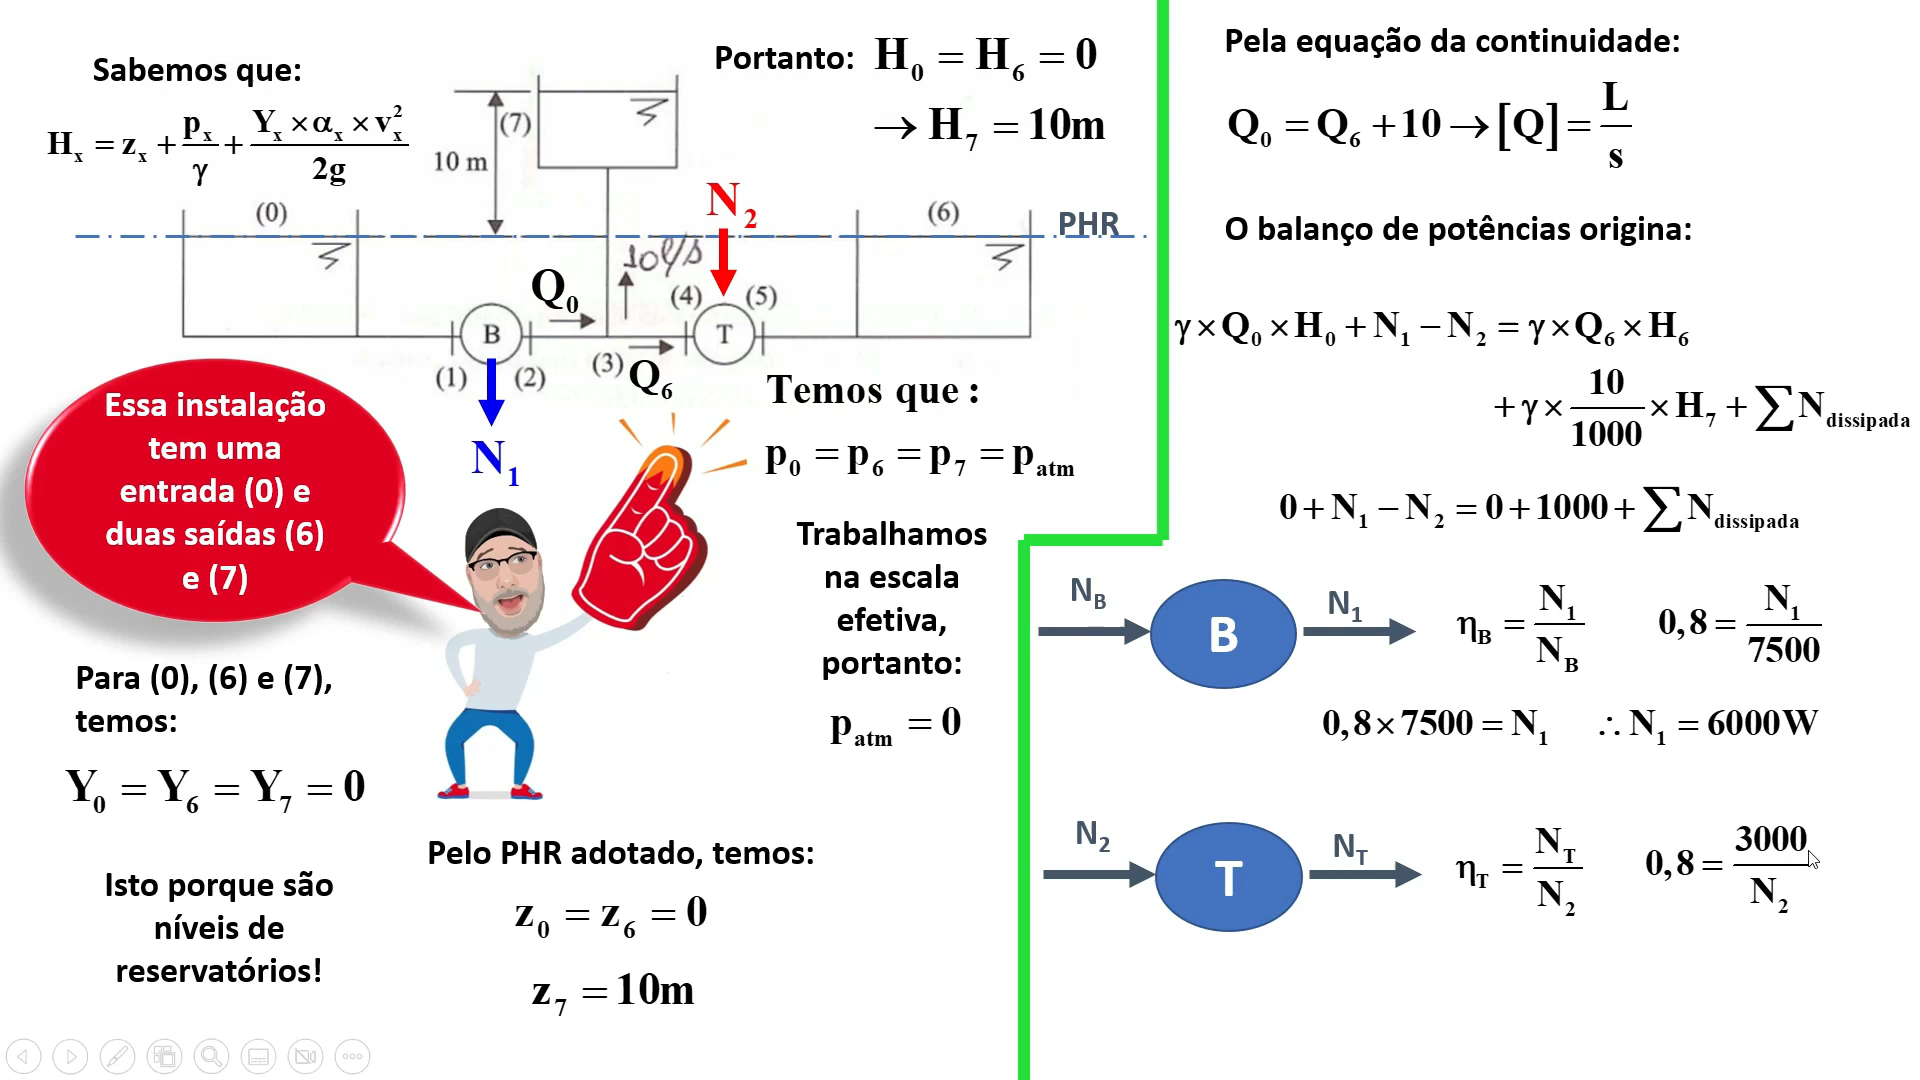 Sabemos que:
H_x = z_x + p_x/γ + (Y_x × α_x × v_x^2)/2g
(7)
10 m
(0)
(6)
PHR
N_2
10 l/s
Q_0
(4)
(5)
B
T
(1)
(2)
(3)
Q_6
N_1
Portanto: H_0 = H_6 = 0
→ H_7 = 10m
Essa instalação
tem uma
entrada (0) e
duas saídas (6)
e (7)
Temos que :
p_0 = p_6 = p_7 = p_atm
Trabalhamos
na escala
efetiva,
portanto:
p_atm = 0
Para (0), (6) e (7),
temos:
Y_0 = Y_6 = Y_7 = 0
Isto porque são
níveis de
reservatórios!
Pelo PHR adotado, temos:
z_0 = z_6 = 0
z_7 = 10m
Pela equação da continuidade:
Q_0 = Q_6 + 10 → [Q] = L/s
O balanço de potências origina:
γ × Q_0 × H_0 + N_1 − N_2 = γ × Q_6 × H_6
+ γ × 10/1000 × H_7 + ∑N_dissipada
0 + N_1 − N_2 = 0 + 1000 + ∑N_dissipada
N_B
B
N_1
η_B = N_1/N_B
0,8 = N_1/7500
0,8 × 7500 = N_1 ∴ N_1 = 6000W
N_2
T
N_T
η_T = N_T/N_2
0,8 = 3000/N_2